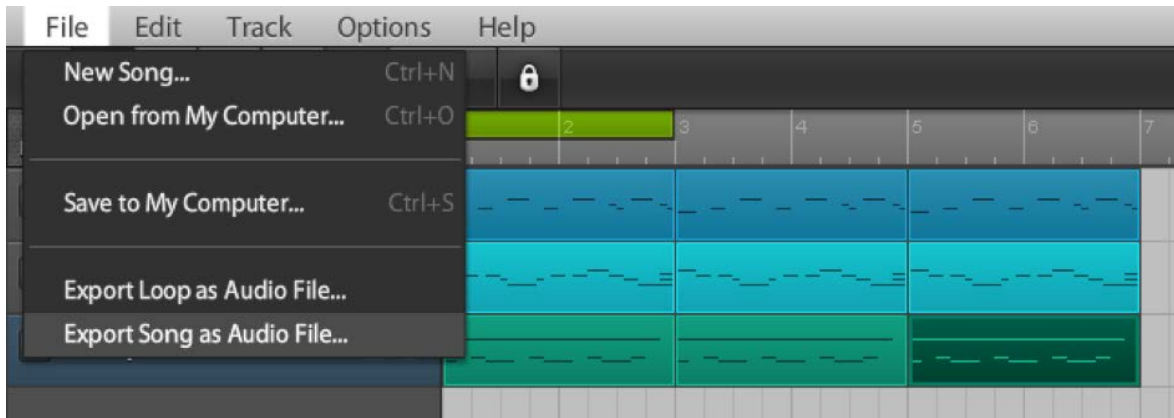 File Edit Track Options Help
New Song... Ctrl+N
Open from My Computer... Ctrl+O
2 3 4 5 6 7
Save to My Computer... Ctrl+S
Export Loop as Audio File...
Export Song as Audio File...